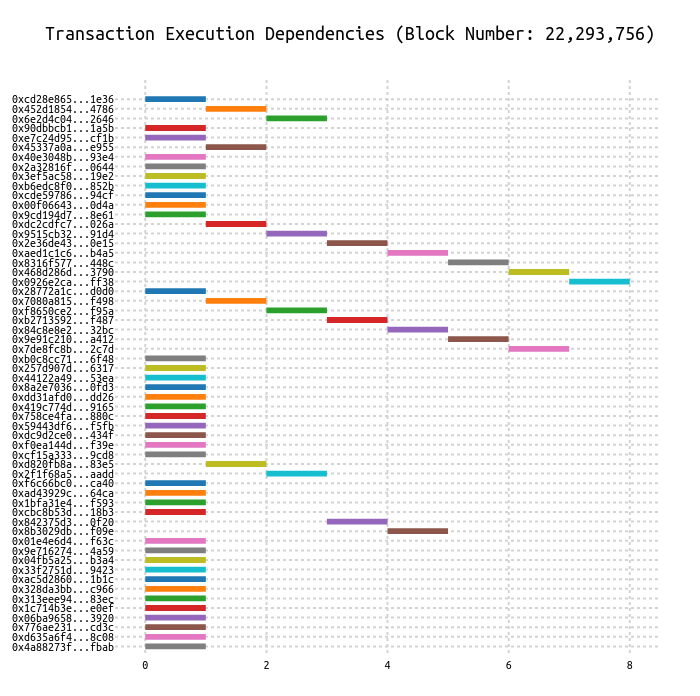 Transaction Execution Dependencies (Block Number: 22,293,756)
0xcd28e865...1e36
0x452d1854...4786
0x6e2d4c04...2646
0x90dbbcb1...1a5b
0xe7c24d95...cf1b
0x45337a0a...e955
0x40e3048b...93e4
0x2a32816f...0644
0x3ef5ac58...19e2
0xb6edc8f0...852b
0xcde59786...94cf
0x00f06643...0d4a
0x9cd194d7...8e61
0xdc2cdfc7...026a
0x9515cb32...91d4
0x2e36de43...0e15
0xaed1c1c6...b4a5
0x8316f577...448c
0x468d286d...3790
0x0926e2ca...ff38
0x28772a1c...d0d0
0x7080a815...f498
0xf8650ce2...f95a
0xb2713592...f487
0x84c8e8e2...32bc
0x9e91c210...a412
0x7de8fc8b...2c7d
0xb0c8cc71...6f48
0x257d907d...6317
0x44122a49...53ea
0x8a2e7036...0fd3
0xdd31afd0...dd26
0x419c774d...9165
0x758ce4fa...880c
0x59443df6...f5fb
0xdc9d2ce0...434f
0xf0ea144d...f39e
0xcf15a333...9cd8
0xd820fb8a...83e5
0x2f1f68a5...aadd
0xf6c66bc0...ca40
0xad43929c...64ca
0x1bfa31e4...f593
0xcbc8b53d...18b3
0x842375d3...0f20
0x8b3029db...f09e
0x01e4e6d4...f63c
0x9e716274...4a59
0x04fb5a25...b3a4
0x33f2751d...9423
0xac5d2860...1b1c
0x328da3bb...c966
0x313eee94...83ec
0x1c714b3e...e0ef
0x06ba9658...3920
0x776ae231...cd3c
0xd635a6f4...8c08
0x4a88273f...fbab
0 2 4 6 8